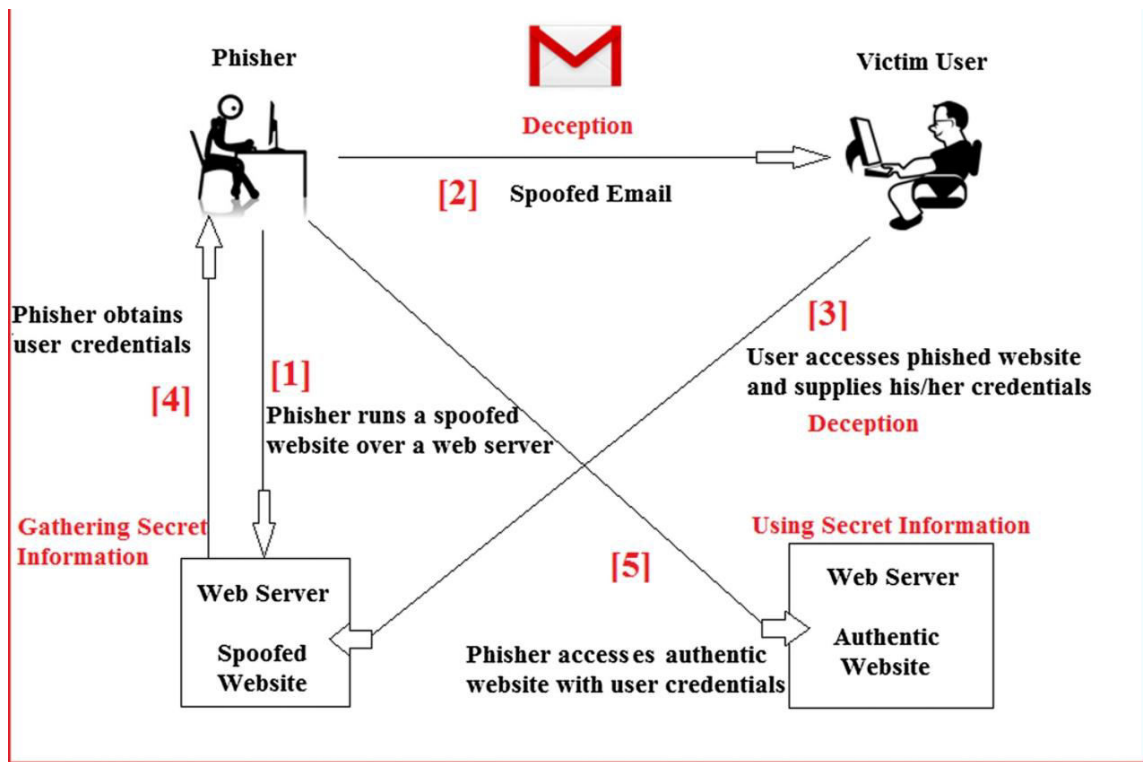 Phisher
Victim User
Deception
[2]
Spoofed Email
Phisher obtains
user credentials
[4]
[1]
Phisher runs a spoofed
website over a web server
[3]
User accesses phished website
and supplies his/her credentials
Deception
Gathering Secret
Information
Using Secret Information
[5]
Web Server
Spoofed
Website
Phisher accesses authentic
website with user credentials
Web Server
Authentic
Website